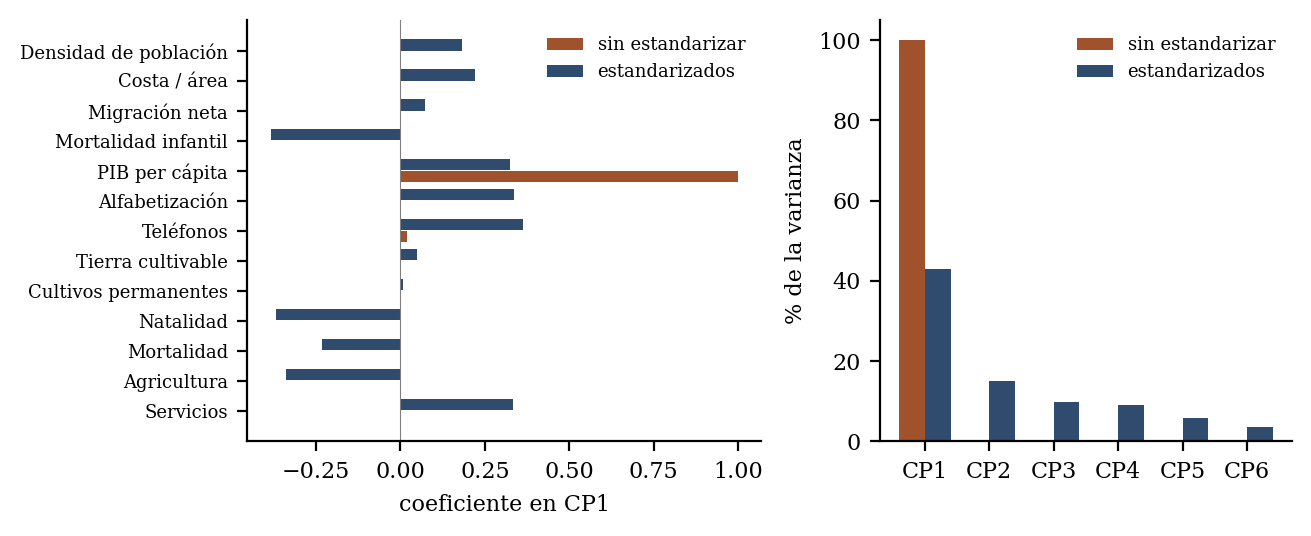 Densidad de población
Costa / área
Migración neta
Mortalidad infantil
PIB per cápita
Alfabetización
Teléfonos
Tierra cultivable
Cultivos permanentes
Natalidad
Mortalidad
Agricultura
Servicios
sin estandarizar
estandarizados
−0.25 0.00 0.25 0.50 0.75 1.00
coeficiente en CP1
% de la varianza
100
80
60
40
20
0
sin estandarizar
estandarizados
CP1 CP2 CP3 CP4 CP5 CP6